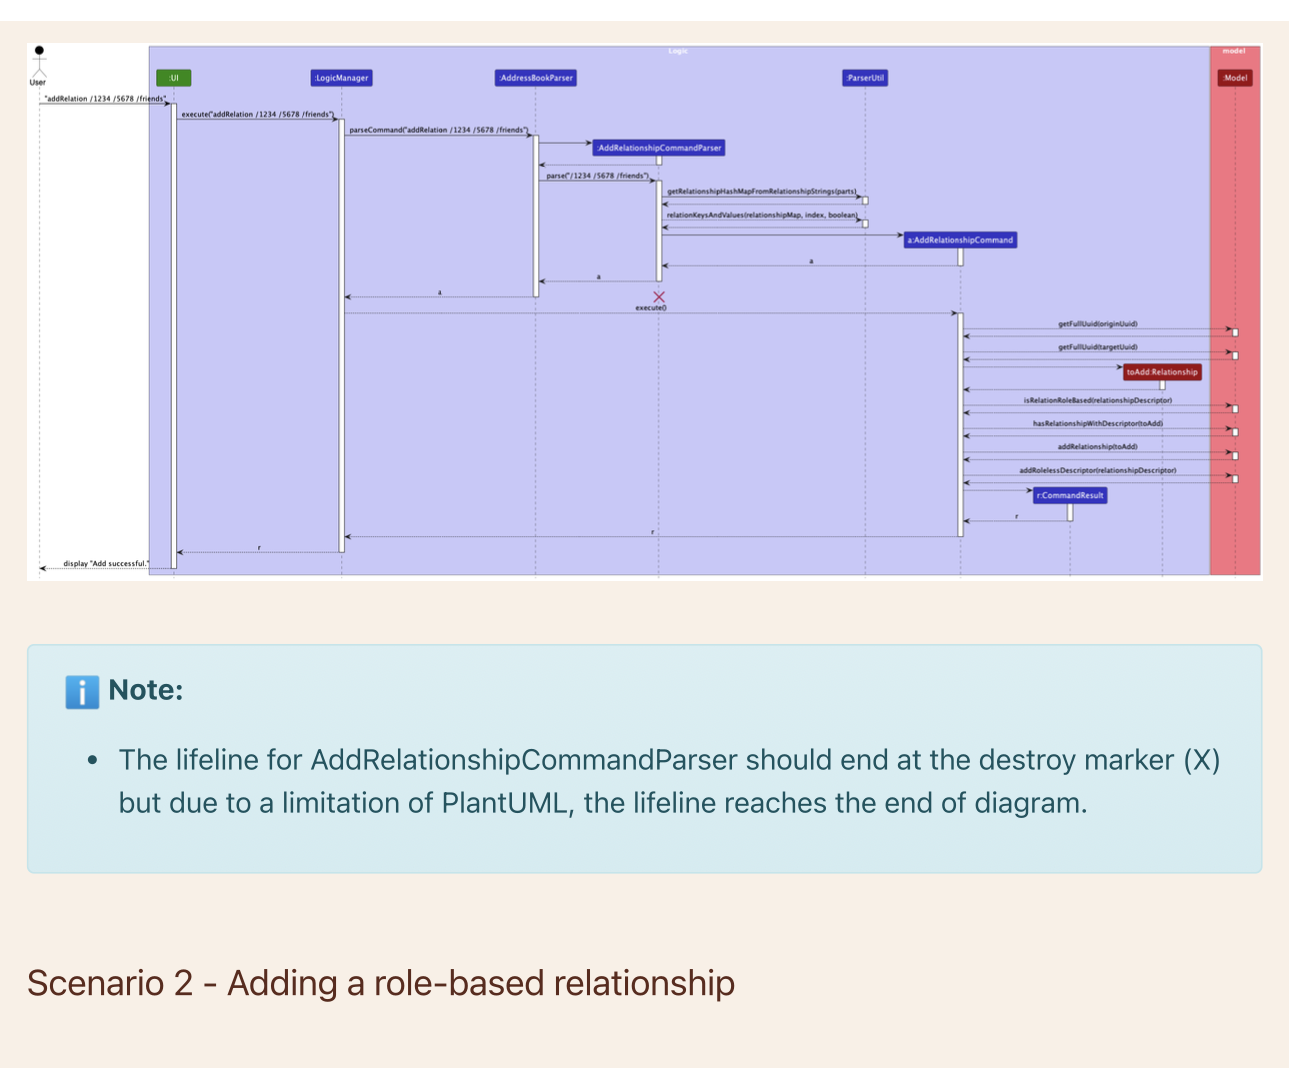 Logic
model
User
:UI
:LogicManager
:AddressBookParser
:ParserUtil
:Model
"addRelation /1234 /5678 /friends"
execute("addRelation /1234 /5678 /friends")
parseCommand("addRelation /1234 /5678 /friends")
:AddRelationshipCommandParser
parse("/1234 /5678 /friends")
getRelationshipHashMapFromRelationshipStrings(parts)
relationKeysAndValues(relationshipMap, index, boolean)
a:AddRelationshipCommand
a
a
a
execute()
getFullUuid(originUuid)
getFullUuid(targetUuid)
toAdd:Relationship
isRelationRoleBased(relationshipDescriptor)
hasRelationshipWithDescriptor(toAdd)
addRelationship(toAdd)
addRolelessDescriptor(relationshipDescriptor)
r:CommandResult
r
r
r
display "Add successful."
Note:
• The lifeline for AddRelationshipCommandParser should end at the destroy marker (X)
but due to a limitation of PlantUML, the lifeline reaches the end of diagram.
Scenario 2 - Adding a role-based relationship